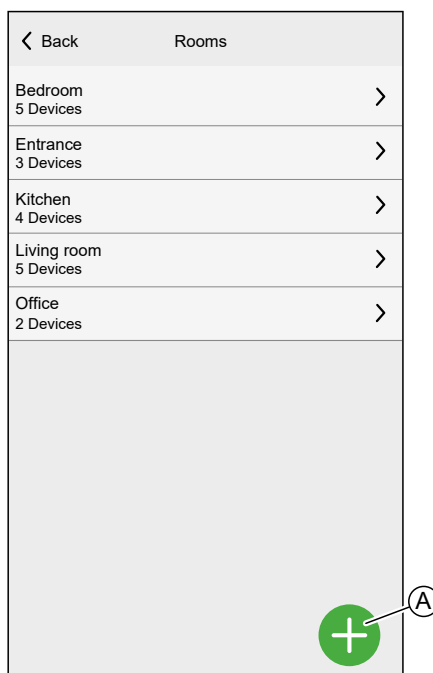 Back
Rooms
Bedroom
5 Devices
Entrance
3 Devices
Kitchen
4 Devices
Living room
5 Devices
Office
2 Devices
A